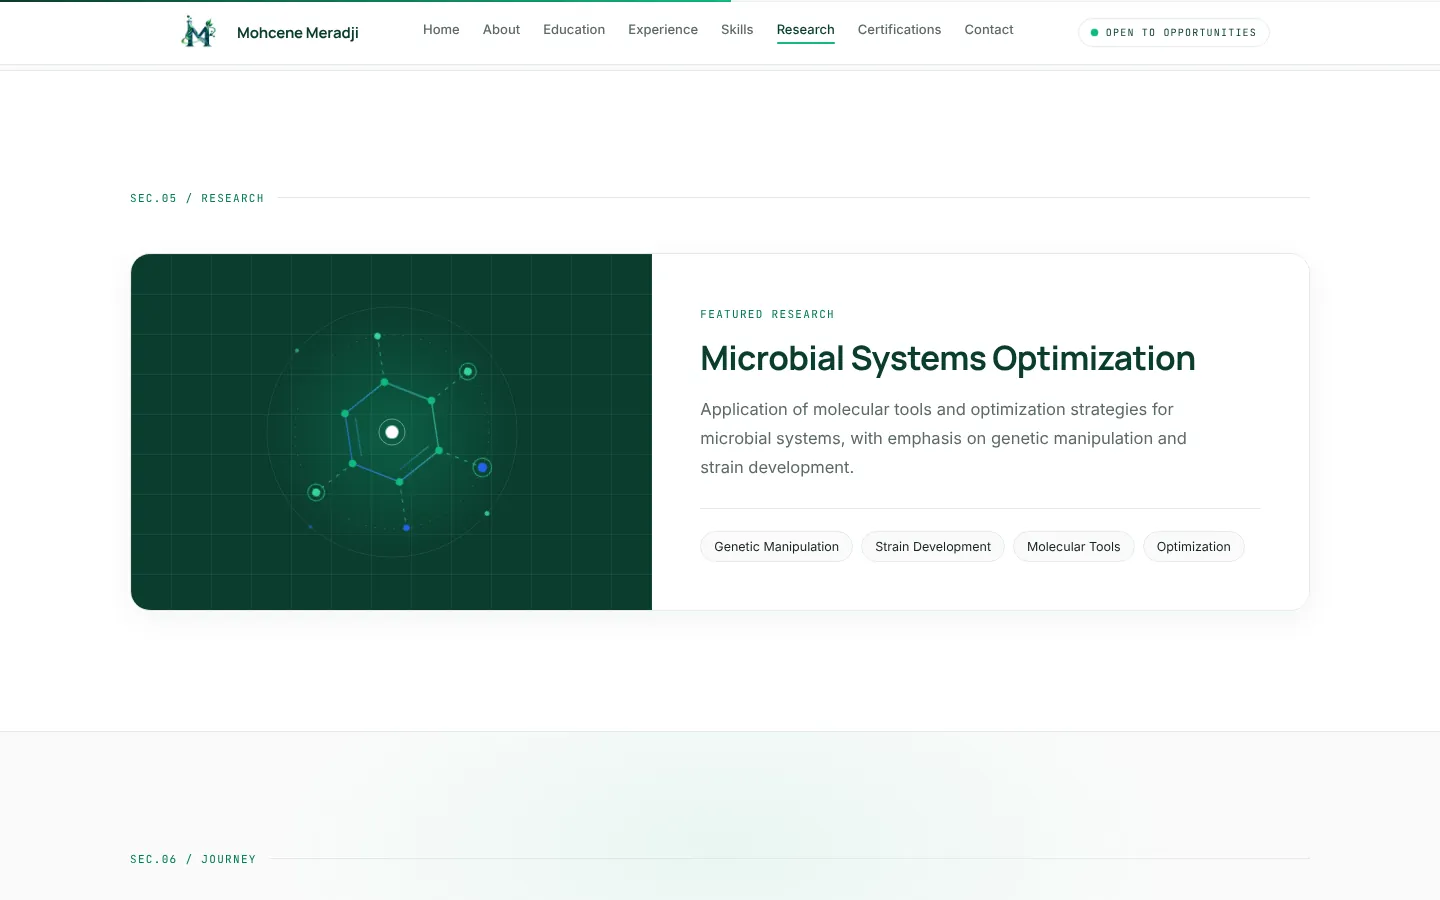 Mohcene Meradji
Home About Education Experience Skills Research Certifications Contact
OPEN TO OPPORTUNITIES
SEC.05 / RESEARCH
FEATURED RESEARCH
Microbial Systems Optimization
Application of molecular tools and optimization strategies for
microbial systems, with emphasis on genetic manipulation and
strain development.
Genetic Manipulation Strain Development Molecular Tools Optimization
SEC.06 / JOURNEY